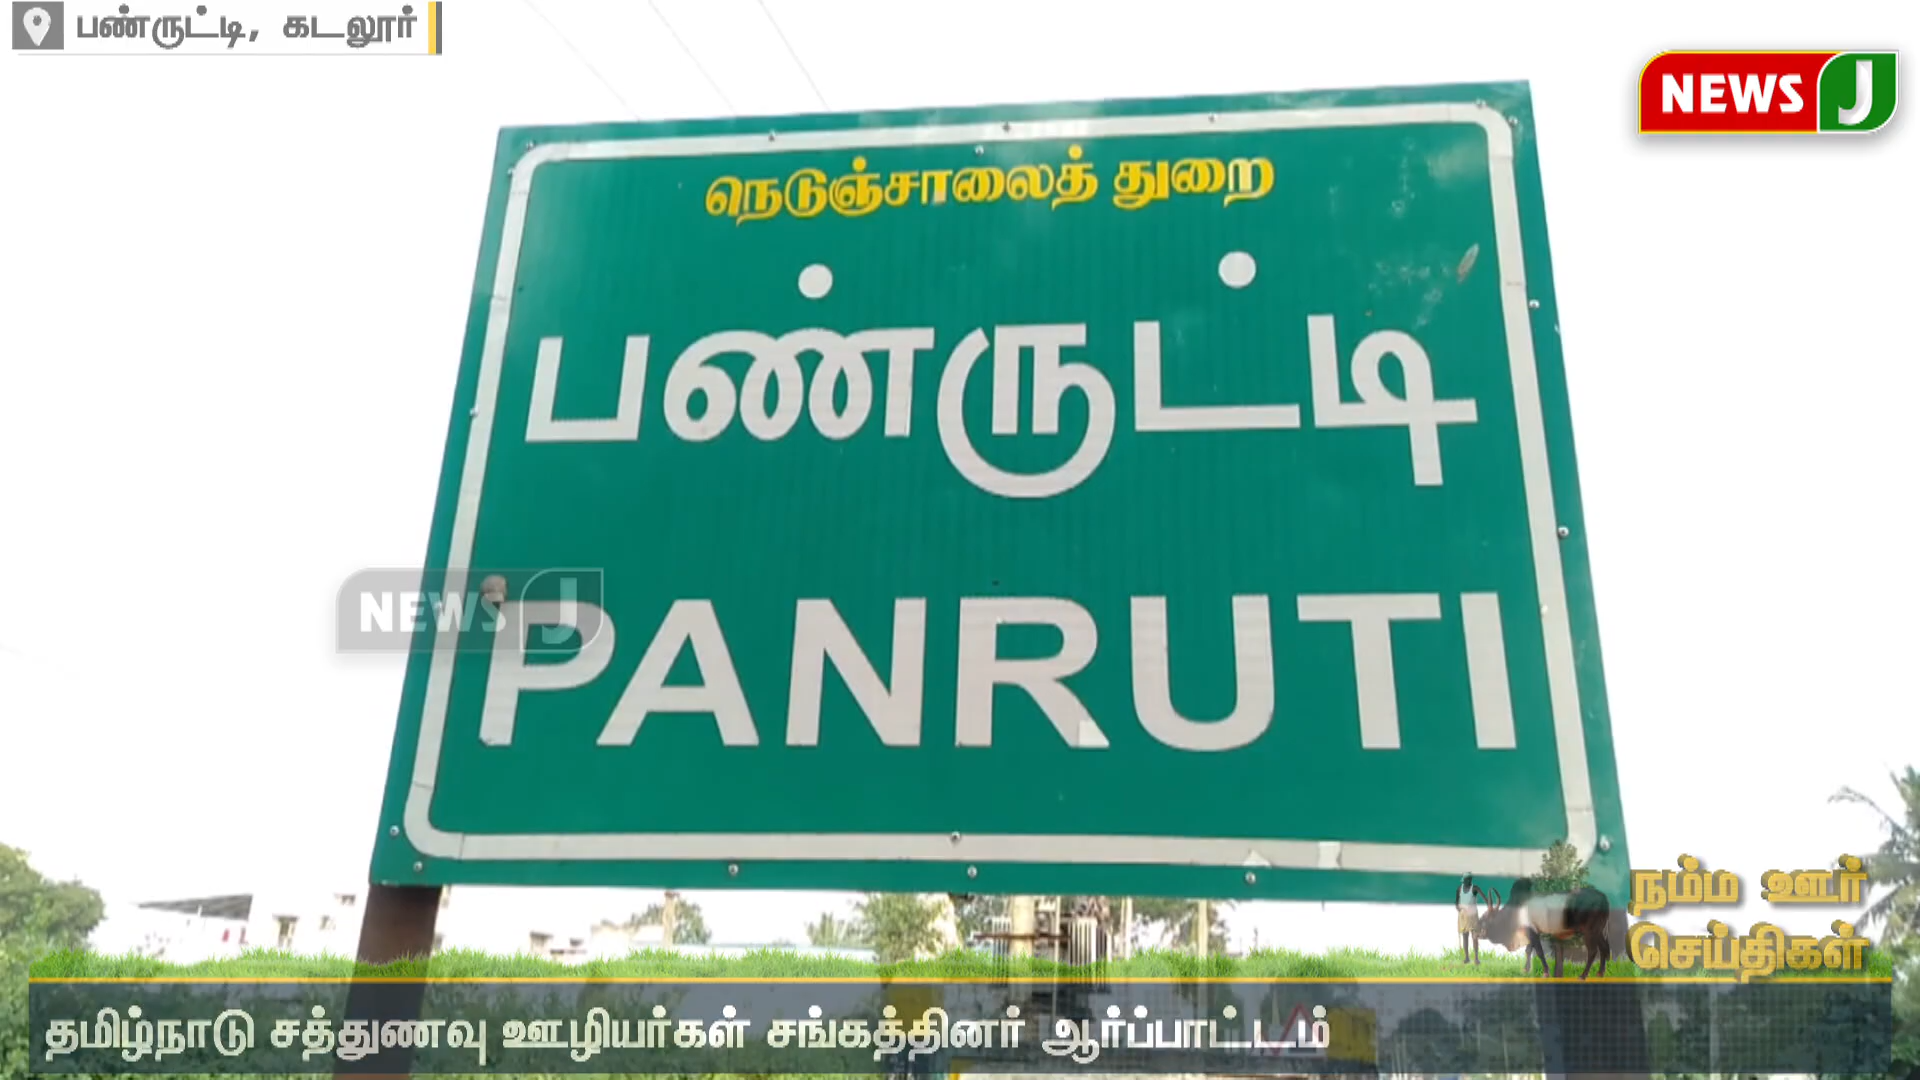 பண்ருட்டி, கடலூர்
NEWS J
நெடுஞ்சாலைத் துறை
பண்ருட்டி
NEWS J
PANRUTI
நம்ம ஊர்
செய்திகள்
தமிழ்நாடு சத்துணவு ஊழியர்கள் சங்கத்தினர் ஆர்ப்பாட்டம்